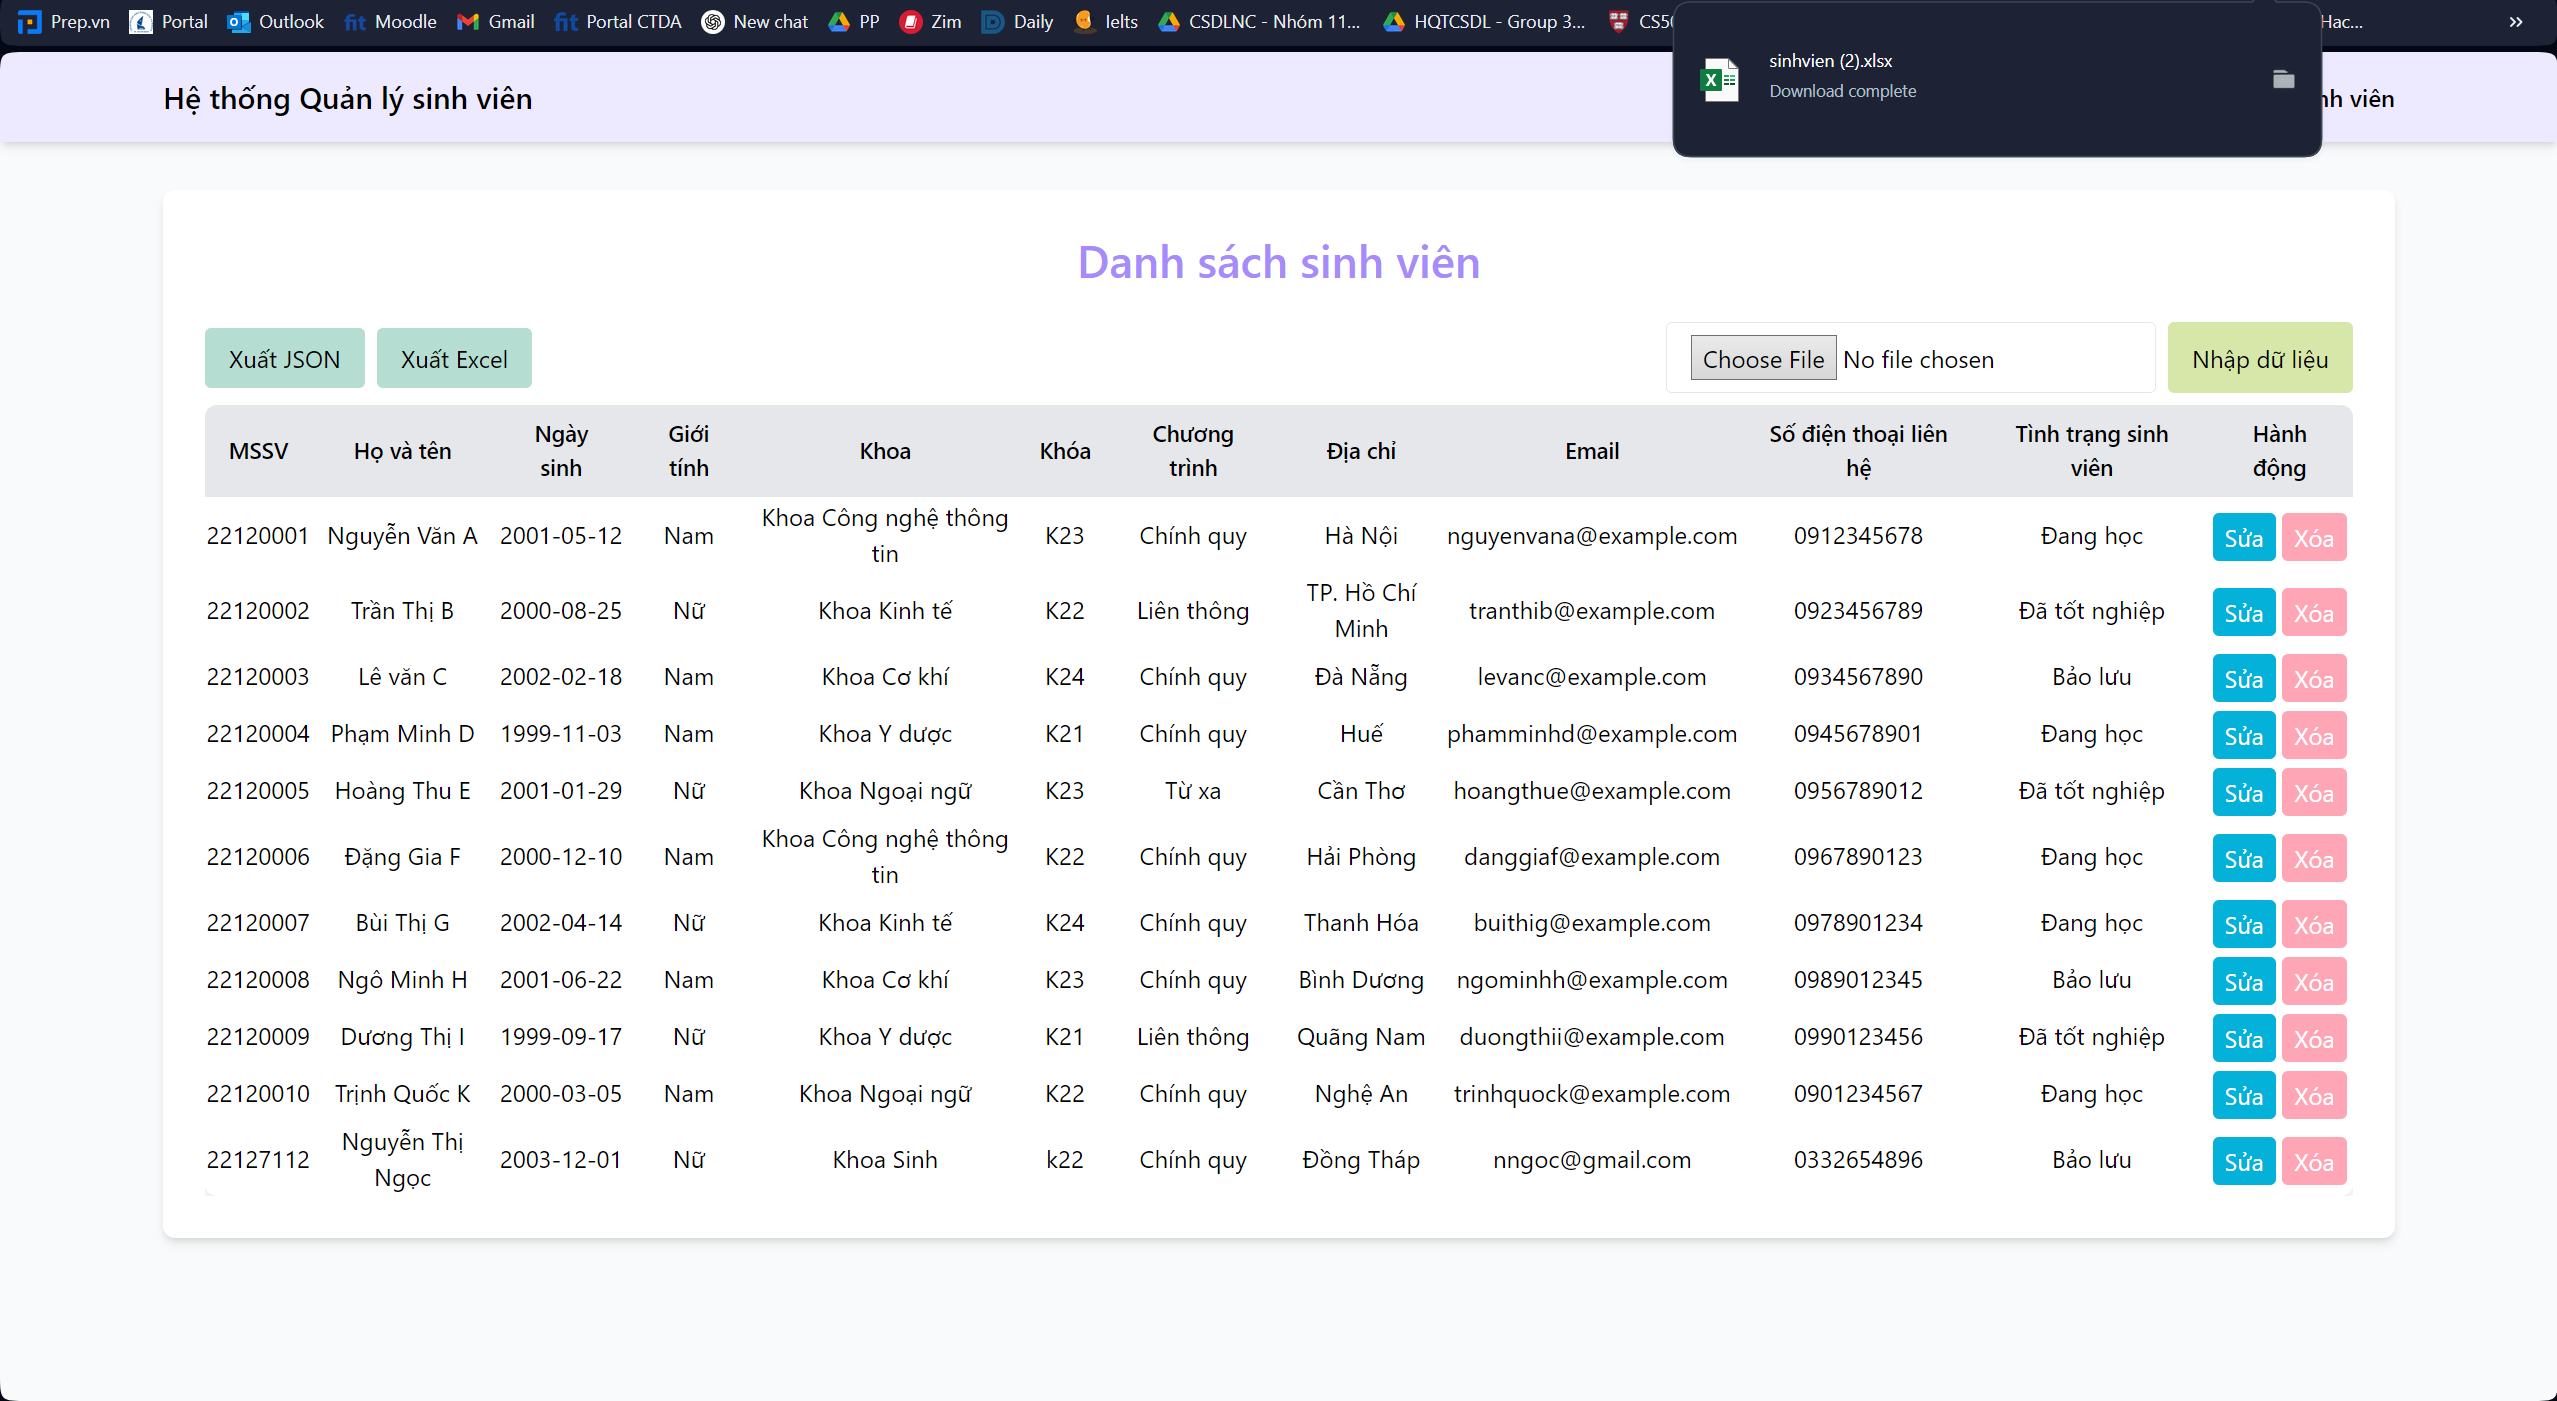 Prep.vn Portal Outlook Moodle Gmail Portal CTDA New chat PP Zim Daily Ielts CSDLNC - Nhóm 11... HQTCSDL - Group 3... CS50 Hac... »
sinhvien (2).xlsx
Download complete
Hệ thống Quản lý sinh viên
viên
Danh sách sinh viên
Xuất JSON Xuất Excel Choose File No file chosen Nhập dữ liệu
MSSV Họ và tên Ngày sinh Giới tính Khoa Khóa Chương trình Địa chỉ Email Số điện thoại liên hệ Tình trạng sinh viên Hành động
22120001 Nguyễn Văn A 2001-05-12 Nam Khoa Công nghệ thông tin K23 Chính quy Hà Nội nguyenvana@example.com 0912345678 Đang học Sửa Xóa
22120002 Trần Thị B 2000-08-25 Nữ Khoa Kinh tế K22 Liên thông TP. Hồ Chí Minh tranthib@example.com 0923456789 Đã tốt nghiệp Sửa Xóa
22120003 Lê văn C 2002-02-18 Nam Khoa Cơ khí K24 Chính quy Đà Nẵng levanc@example.com 0934567890 Bảo lưu Sửa Xóa
22120004 Phạm Minh D 1999-11-03 Nam Khoa Y dược K21 Chính quy Huế phamminhd@example.com 0945678901 Đang học Sửa Xóa
22120005 Hoàng Thu E 2001-01-29 Nữ Khoa Ngoại ngữ K23 Từ xa Cần Thơ hoangthue@example.com 0956789012 Đã tốt nghiệp Sửa Xóa
22120006 Đặng Gia F 2000-12-10 Nam Khoa Công nghệ thông tin K22 Chính quy Hải Phòng danggiaf@example.com 0967890123 Đang học Sửa Xóa
22120007 Bùi Thị G 2002-04-14 Nữ Khoa Kinh tế K24 Chính quy Thanh Hóa buithig@example.com 0978901234 Đang học Sửa Xóa
22120008 Ngô Minh H 2001-06-22 Nam Khoa Cơ khí K23 Chính quy Bình Dương ngominhh@example.com 0989012345 Bảo lưu Sửa Xóa
22120009 Dương Thị I 1999-09-17 Nữ Khoa Y dược K21 Liên thông Quãng Nam duongthii@example.com 0990123456 Đã tốt nghiệp Sửa Xóa
22120010 Trịnh Quốc K 2000-03-05 Nam Khoa Ngoại ngữ K22 Chính quy Nghệ An trinhquock@example.com 0901234567 Đang học Sửa Xóa
22127112 Nguyễn Thị Ngọc 2003-12-01 Nữ Khoa Sinh k22 Chính quy Đồng Tháp nngoc@gmail.com 0332654896 Bảo lưu Sửa Xóa